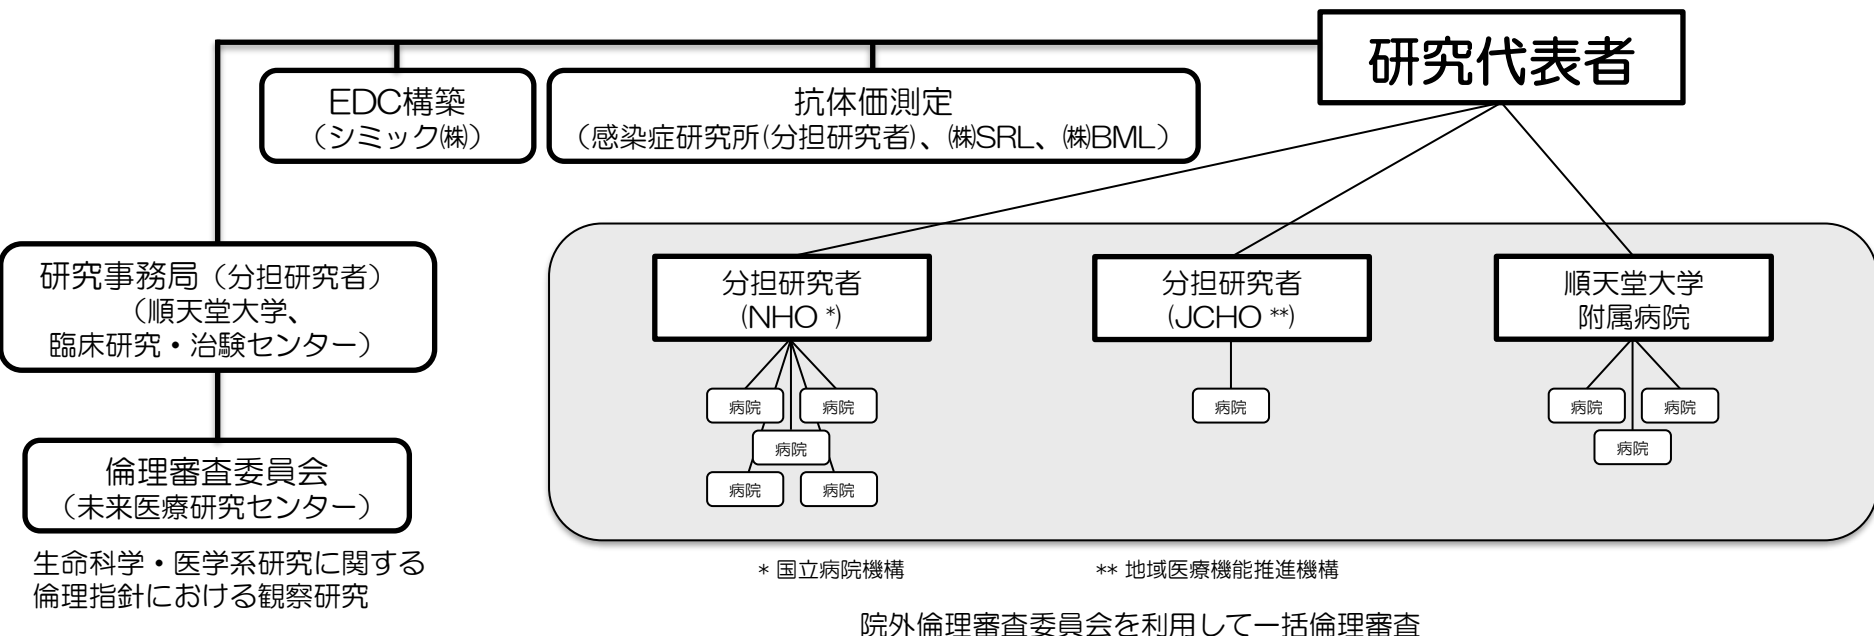 研究代表者
EDC構築
（シミック㈱）
抗体価測定
（感染症研究所(分担研究者)、㈱SRL、㈱BML）
研究事務局（分担研究者）
（順天堂大学、
臨床研究・治験センター）
倫理審査委員会
（未来医療研究センター）
生命科学・医学系研究に関する
倫理指針における観察研究
分担研究者
(NHO *)
病院
病院
病院
病院
病院
分担研究者
(JCHO **)
病院
順天堂大学
附属病院
病院
病院
病院
* 国立病院機構
** 地域医療機能推進機構
院外倫理審査委員会を利用して一括倫理審査